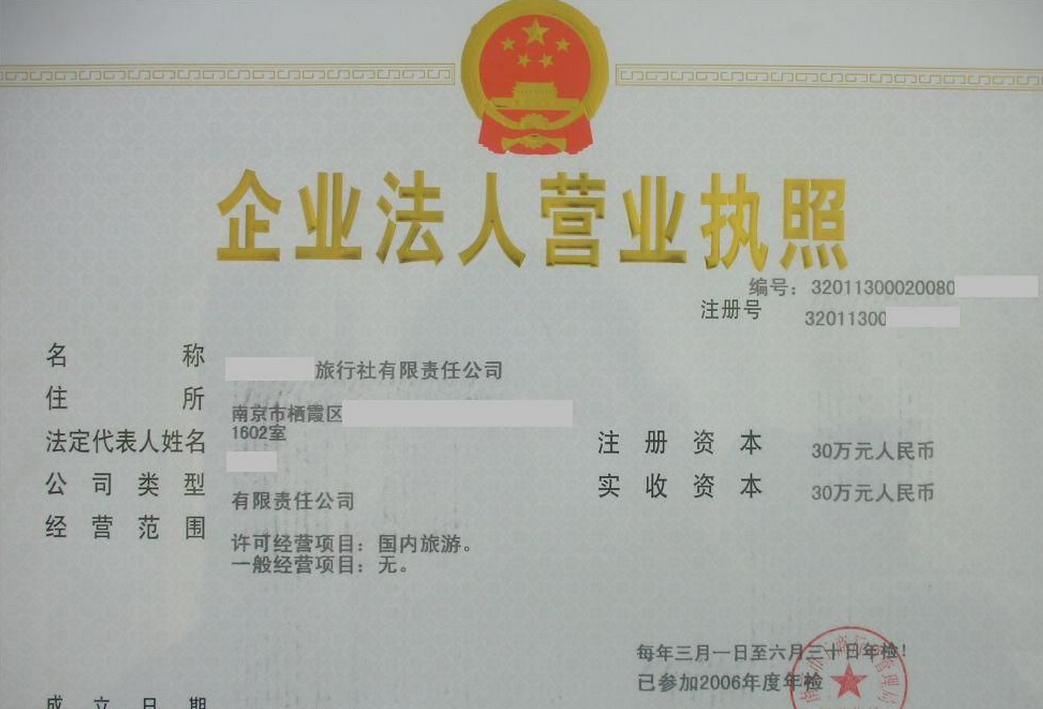 企业法人营业执照
编号：32011300020080
注册号 32011300
名称 旅行社有限责任公司
住所 南京市栖霞区
1602室
法定代表人姓名
注册资本 30万元人民币
公司类型 有限责任公司
实收资本 30万元人民币
经营范围 许可经营项目：国内旅游。
一般经营项目：无。
每年三月一日至六月三十日年检！
已参加2006年度年检
成立日期